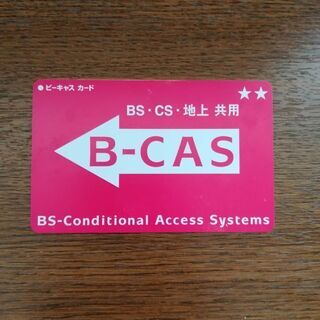 ビーキャス カード
★★
BS・CS・地上 共用
B-CAS
BS-Conditional Access Systems